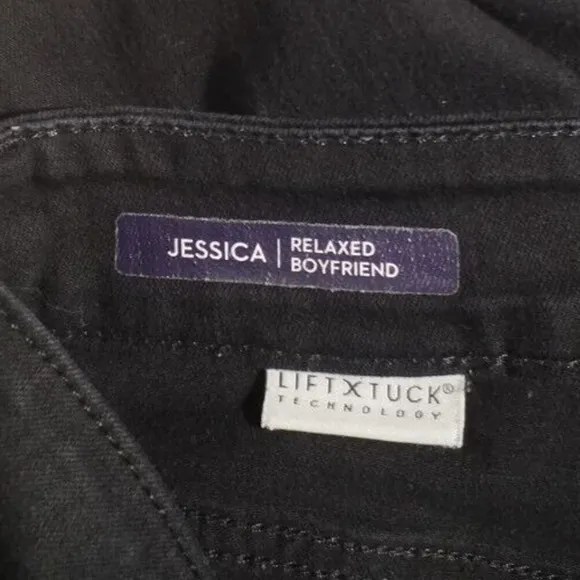 JESSICA | RELAXED
BOYFRIEND
LIFTXTUCK®
TECHNOLOGY